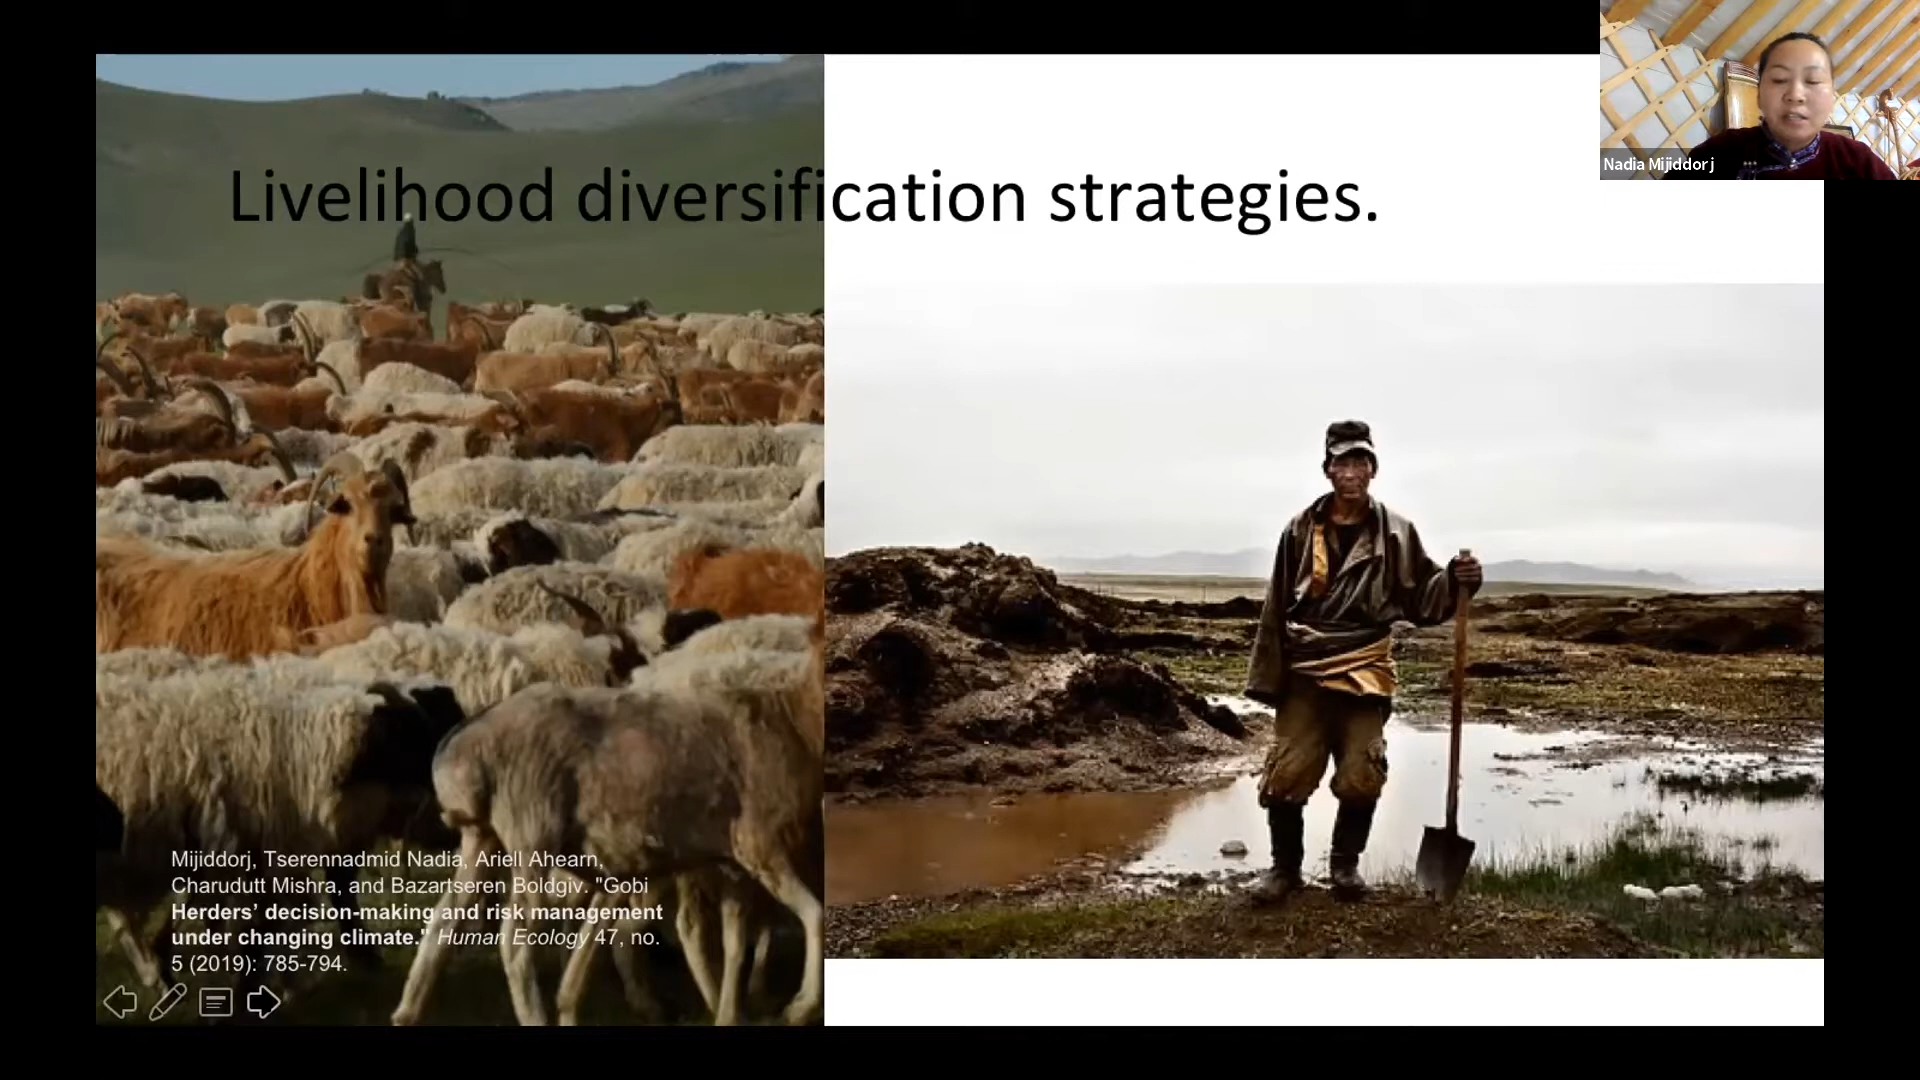 Nadia Mijiddorj
Livelihood diversification strategies.
Mijiddorj, Tserennadmid Nadia, Ariell Ahearn,
Charudutt Mishra, and Bazartseren Boldgiv. "Gobi
Herders’ decision-making and risk management
under changing climate." Human Ecology 47, no.
5 (2019): 785-794.